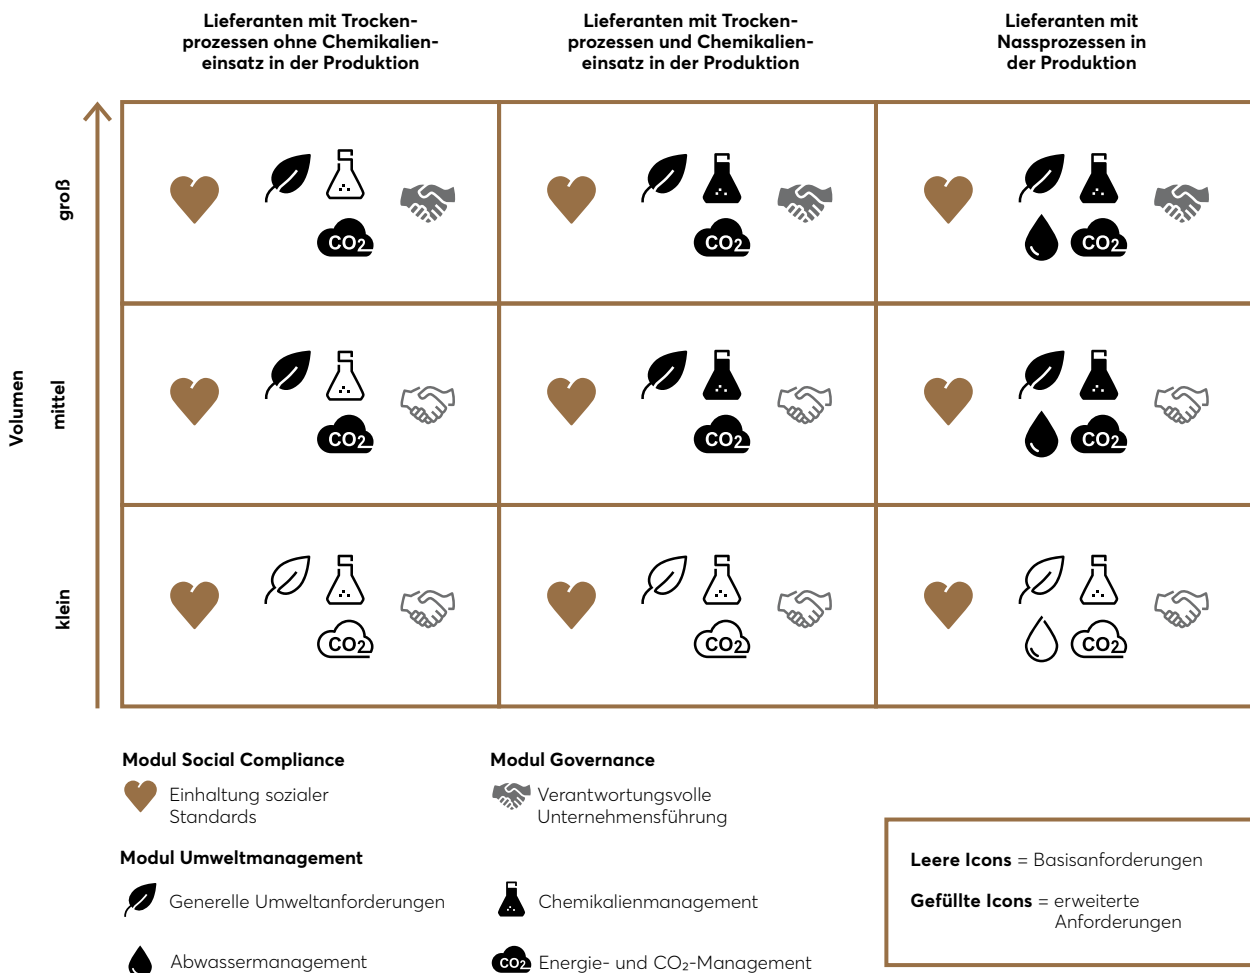 Lieferanten mit Trocken-
prozessen ohne Chemikalien-
einsatz in der Produktion
Lieferanten mit Trocken-
prozessen und Chemikalien-
einsatz in der Produktion
Lieferanten mit
Nassprozessen in
der Produktion
Volumen
groß
CO2
CO2
CO2
mittel
CO2
CO2
CO2
klein
CO2
CO2
CO2
Modul Social Compliance
Einhaltung sozialer
Standards
Modul Governance
Verantwortungsvolle
Unternehmensführung
Modul Umweltmanagement
Generelle Umweltanforderungen
Chemikalienmanagement
Abwassermanagement
CO2 Energie- und CO₂-Management
Leere Icons = Basisanforderungen
Gefüllte Icons = erweiterte
Anforderungen